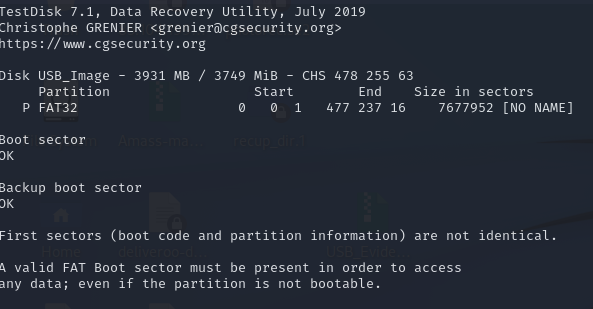 TestDisk 7.1, Data Recovery Utility, July 2019
Christophe GRENIER <grenier@cgsecurity.org>
https://www.cgsecurity.org
Disk USB_Image - 3931 MB / 3749 MiB - CHS 478 255 63
Partition Start End Size in sectors
P FAT32 0 0 1 477 237 16 7677952 [NO NAME]
Boot sector
OK
Backup boot sector
OK
First sectors (boot code and partition information) are not identical.
A valid FAT Boot sector must be present in order to access
any data; even if the partition is not bootable.